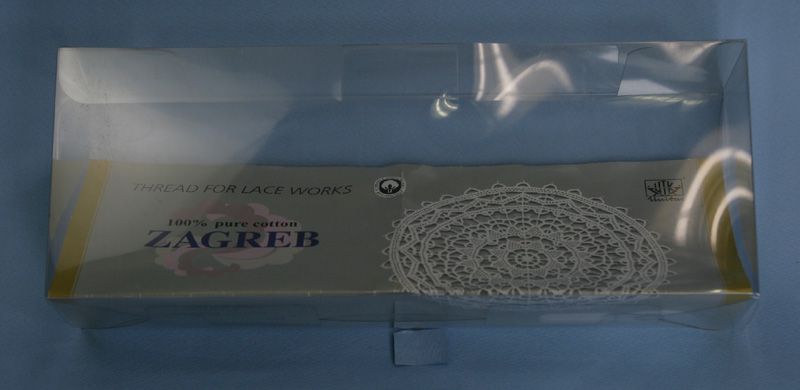 THREAD FOR LACE WORKS
100% pure cotton
ZAGREB